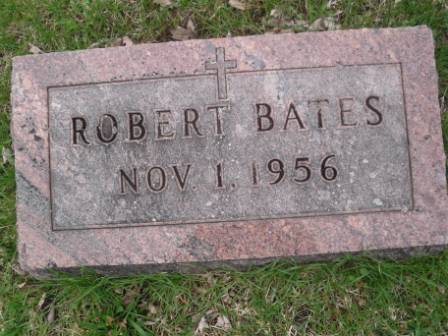 ROBERT BATES
NOV. 1, 1956